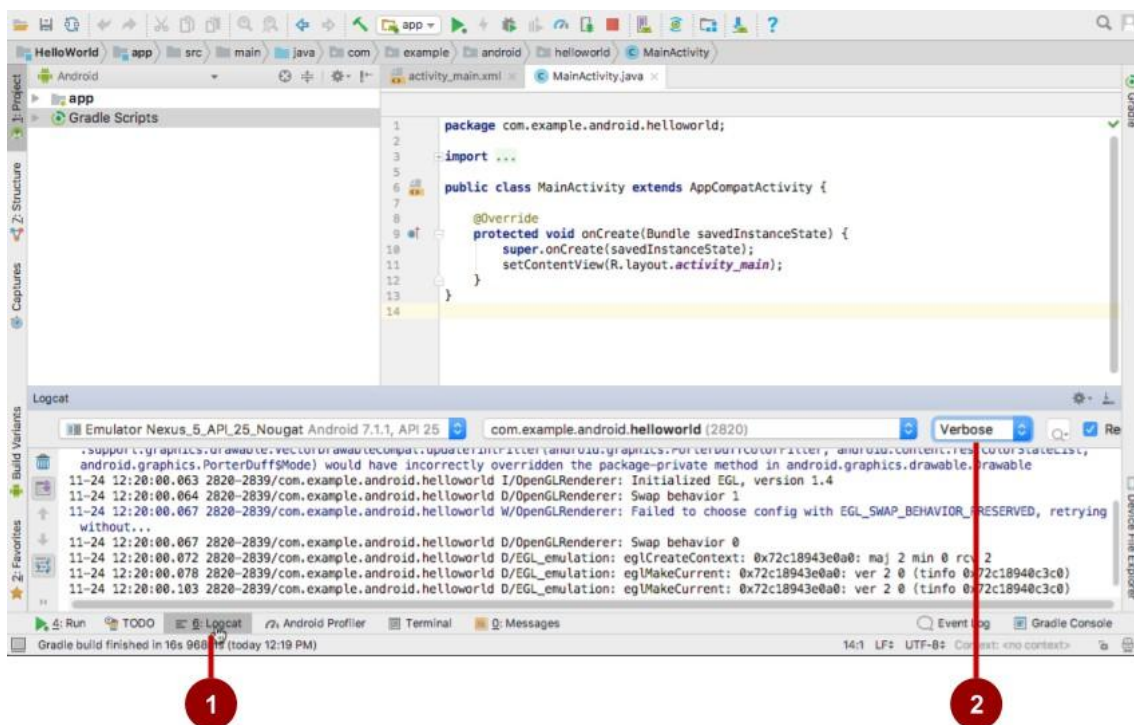 app
HelloWorld app src main java com example android helloworld MainActivity
Android
activity_main.xml MainActivity.java
1: Project
app
Gradle Scripts
Gradle
7: Structure
Captures
Build Variants
2: Favorites
Device File Explorer
1 package com.example.android.helloworld;
2
3 import ...
5
6 public class MainActivity extends AppCompatActivity {
7
8 @Override
9 protected void onCreate(Bundle savedInstanceState) {
10 super.onCreate(savedInstanceState);
11 setContentView(R.layout.activity_main);
12 }
13 }
14
Logcat
Emulator Nexus_5_API_25_Nougat Android 7.1.1, API 25 com.example.android.helloworld (2820) Verbose Re
android.graphics.PorterDuff$Mode) would have incorrectly overridden the package-private method in android.graphics.drawable.Drawable
11-24 12:20:00.063 2820-2839/com.example.android.helloworld I/OpenGLRenderer: Initialized EGL, version 1.4
11-24 12:20:00.064 2820-2839/com.example.android.helloworld D/OpenGLRenderer: Swap behavior 1
11-24 12:20:00.067 2820-2839/com.example.android.helloworld W/OpenGLRenderer: Failed to choose config with EGL_SWAP_BEHAVIOR_PRESERVED, retrying
without...
11-24 12:20:00.067 2820-2839/com.example.android.helloworld D/OpenGLRenderer: Swap behavior 0
11-24 12:20:00.072 2820-2839/com.example.android.helloworld D/EGL_emulation: eglCreateContext: 0x72c18943e0a0: maj 2 min 0 rcv 2
11-24 12:20:00.078 2820-2839/com.example.android.helloworld D/EGL_emulation: eglMakeCurrent: 0x72c18943e0a0: ver 2 0 (tinfo 0x72c18940c3c0)
11-24 12:20:00.103 2820-2839/com.example.android.helloworld D/EGL_emulation: eglMakeCurrent: 0x72c18943e0a0: ver 2 0 (tinfo 0x72c18940c3c0)
4: Run TODO 6: Logcat Android Profiler Terminal 0: Messages Event Log Gradle Console
Gradle build finished in 16s (today 12:19 PM) 14:1 LF÷ UTF-8÷ Context: <no context>
1 2